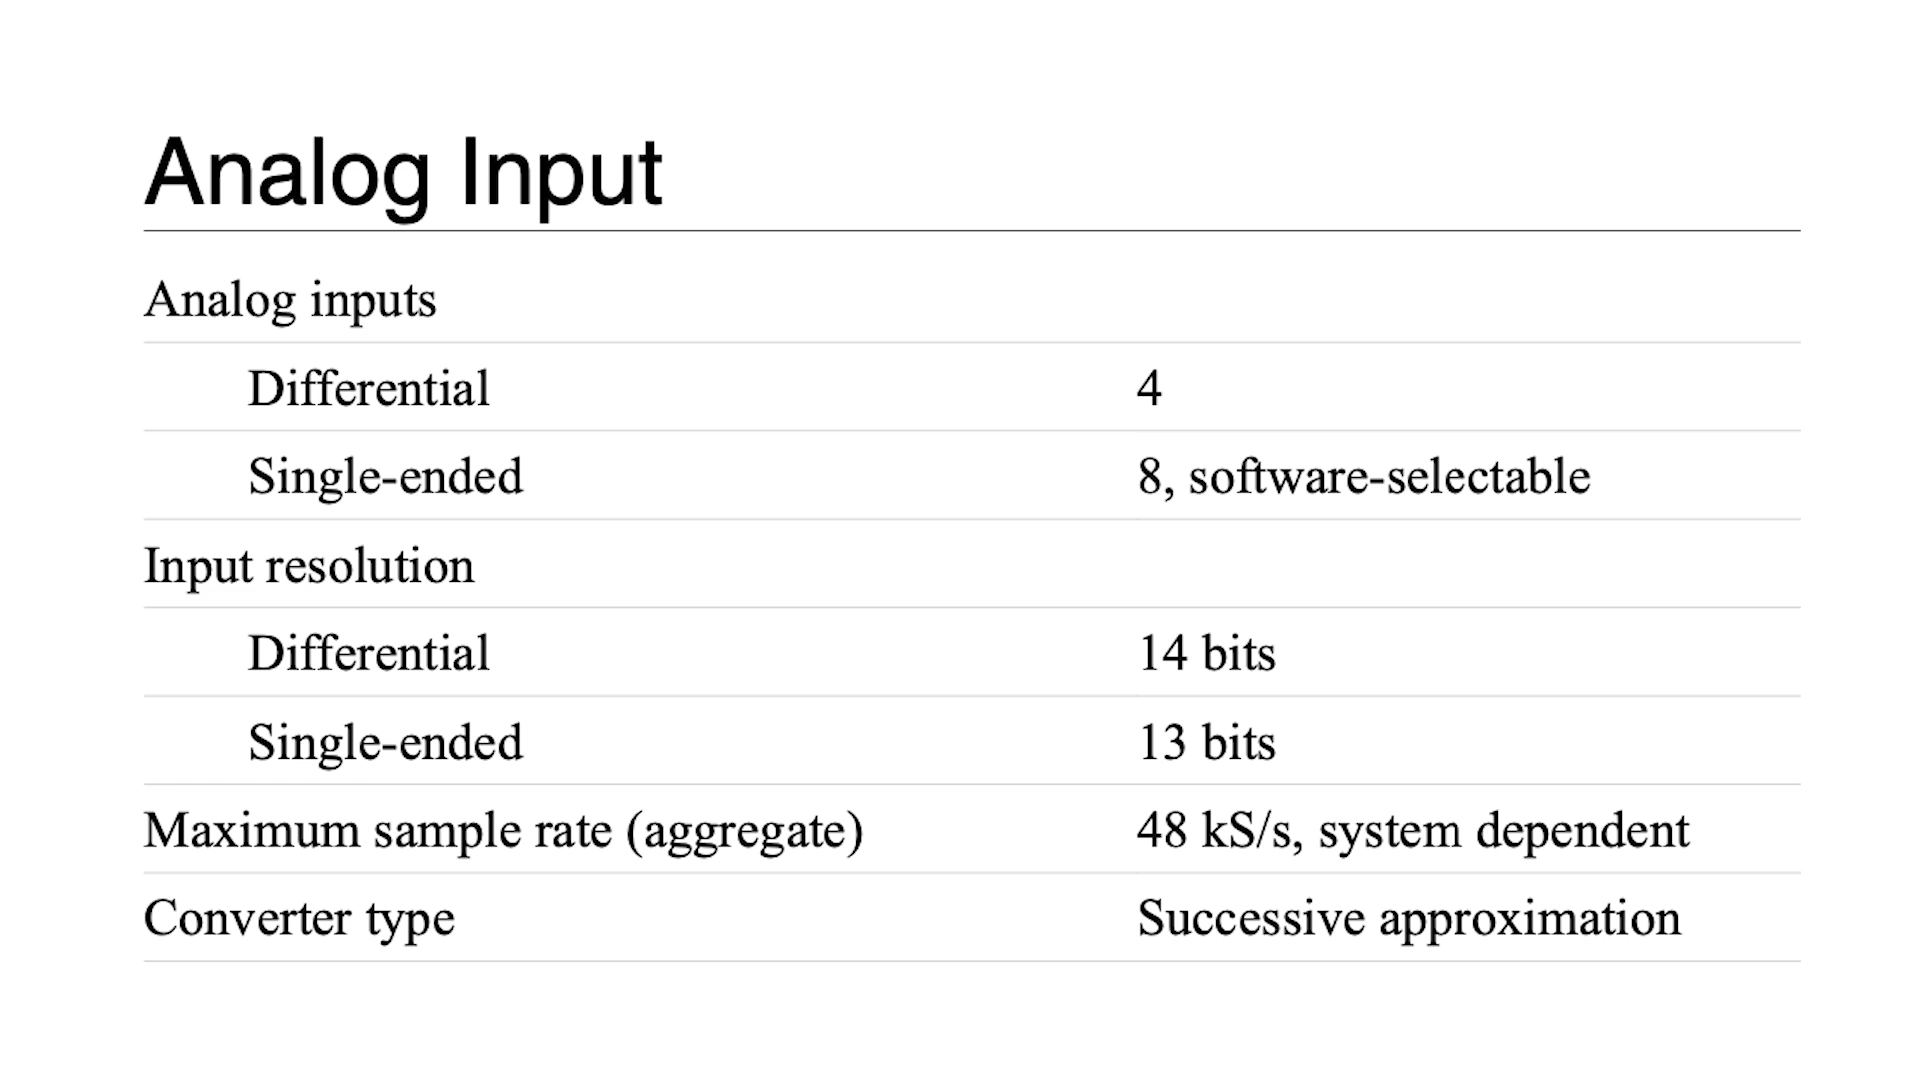 Analog Input
Analog inputs
Differential 4
Single-ended 8, software-selectable
Input resolution
Differential 14 bits
Single-ended 13 bits
Maximum sample rate (aggregate) 48 kS/s, system dependent
Converter type Successive approximation